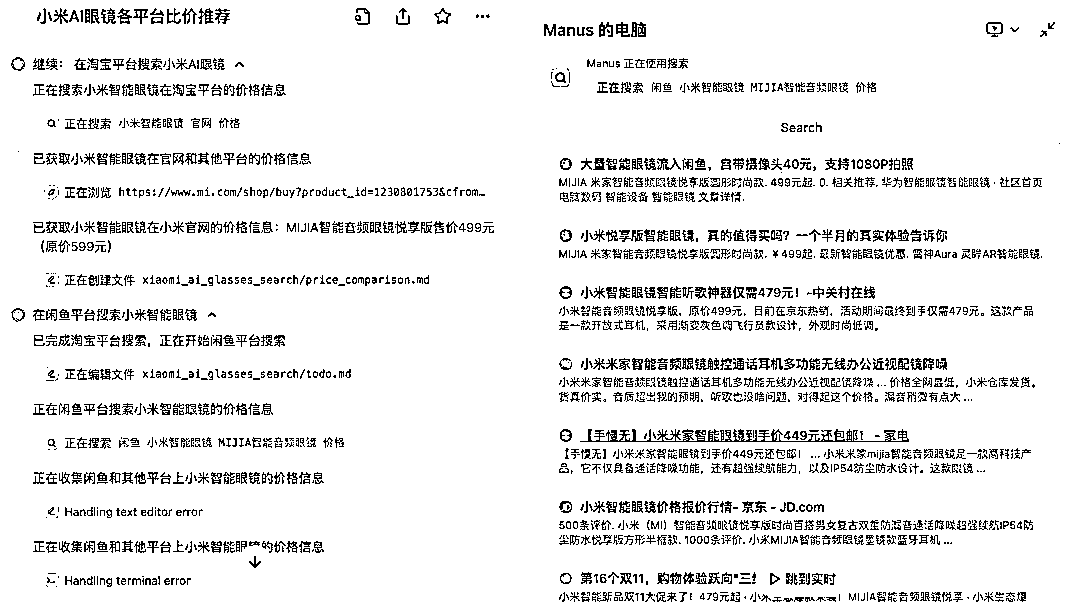 小米AI眼镜各平台比价推荐
继续： 在淘宝平台搜索小米AI眼镜
正在搜索小米智能眼镜在淘宝平台的价格信息
正在搜索 小米智能眼镜 官网 价格
已获取小米智能眼镜在官网和其他平台的价格信息
正在浏览 https://www.mi.com/shop/buy?product_id=1230801753&cfrom…
已获取小米智能眼镜在小米官网的价格信息：MIJIA智能音频眼镜悦享版售价499元
（原价599元）
正在创建文件 xiaomi_ai_glasses_search/price_comparison.md
在闲鱼平台搜索小米智能眼镜
已完成淘宝平台搜索，正在开始闲鱼平台搜索
正在编辑文件 xiaomi_ai_glasses_search/todo.md
正在闲鱼平台搜索小米智能眼镜的价格信息
正在搜索 闲鱼 小米智能眼镜 MIJIA智能音频眼镜 价格
正在收集闲鱼和其他平台上小米智能眼镜的价格信息
Handling text editor error
正在收集闲鱼和其他平台上小米智能眼镜的价格信息
Handling terminal error
Manus 的电脑
Manus 正在使用搜索
正在搜索 闲鱼 小米智能眼镜 MIJIA智能音频眼镜 价格
Search
大量智能眼镜流入闲鱼，自带摄像头40元，支持1080P拍照
MIJIA 米家智能音频眼镜悦享版圆形时尚款. 499元起. 0. 相关推荐. 华为智能眼镜智能眼镜 · 社区首页
电脑数码 智能设备 智能眼镜 文章详情.
小米悦享版智能眼镜，真的值得买吗？一个半月的真实体验告诉你
MIJIA 米家智能音频眼镜悦享版圆形时尚款. ￥499起. 最新智能眼镜优惠. 雷神Aura 灵眸AR智能眼镜.
小米智能眼镜智能听歌神器仅需479元！-中关村在线
小米智能音频眼镜悦享版，原价499元，目前在京东热销，活动期间最终到手仅需479元。这款产品
是一款开放式耳机，采用渐变灰色调飞行员款设计，外观时尚低调。
小米米家智能音频眼镜触控通话耳机多功能无线办公近视配镜降噪
小米米家智能音频眼镜触控通话耳机多功能无线办公近视配镜降噪 ... 价格全网最低，小米仓库发货。
货真价实。音质超出我的预期，听歌也没啥问题，对得起这个价格。漏音稍微有点大 ...
【手慢无】小米米家智能眼镜到手价449元还包邮！ - 家电
【手慢无】小米米家智能眼镜到手价449元还包邮！ ... 小米米家mijia智能音频眼镜是一款高科技产
品，它不仅具备通话降噪功能，还有超强续航能力，以及IP54防尘防水设计。这款眼镜 ...
小米智能眼镜价格报价行情- 京东 - JD.com
500条评价. 小米（MI）智能音频眼镜悦享版时尚百搭男女复古双重防漏音通话降噪超强续航IP54防
尘防水悦享版方形半框款. 1000条评价. 小米MIJIA智能音频眼镜墨镜款蓝牙耳机 ...
第16个双11，购物体验跃向"三
跳到实时
小米智能新品双11大促来了！479元起 · 小米 MIJIA智能音频眼镜悦享 · 小米生态爆